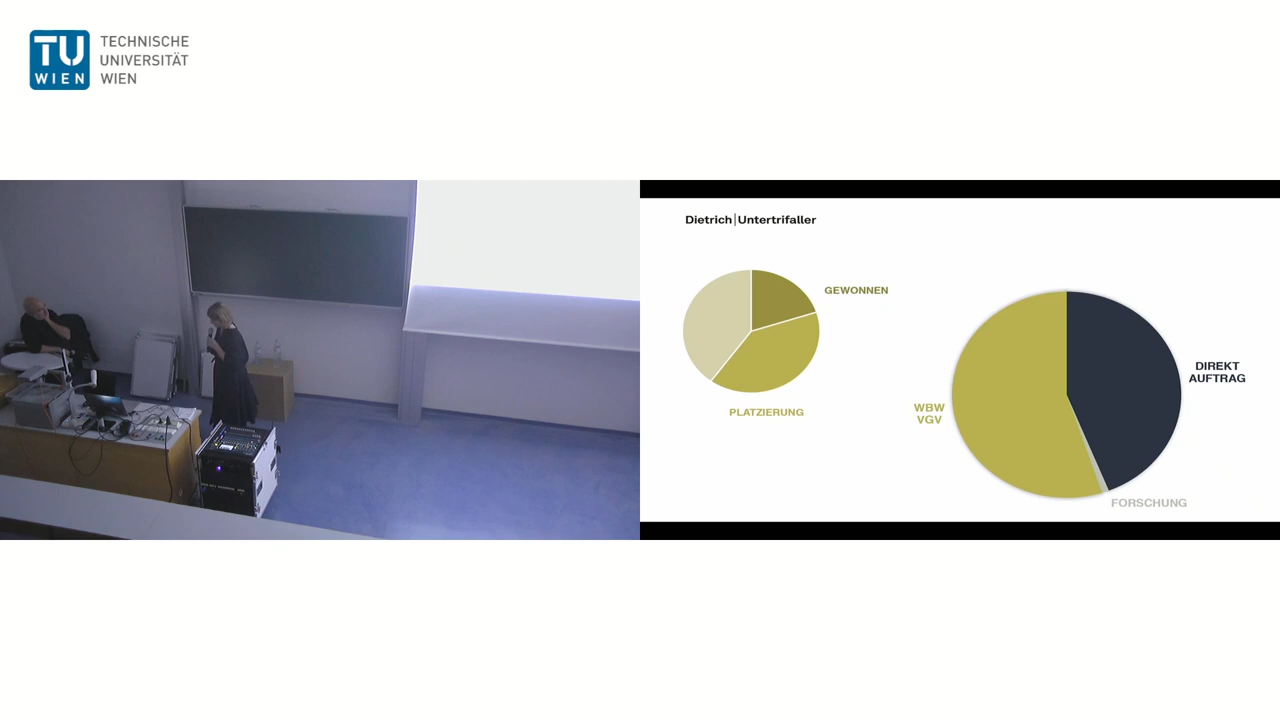 TU
WIEN
TECHNISCHE
UNIVERSITÄT
WIEN
Dietrich|Untertrifaller
GEWONNEN
PLATZIERUNG
WBW
VGV
DIREKT
AUFTRAG
FORSCHUNG